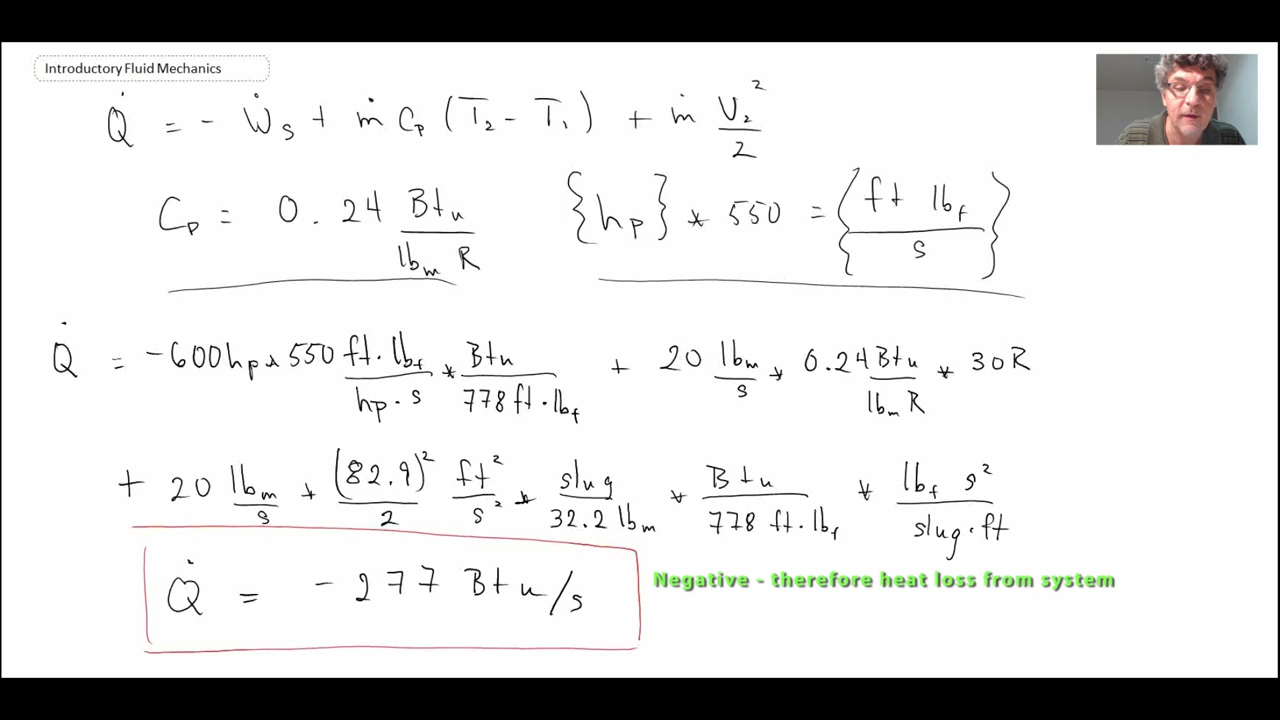 Introductory Fluid Mechanics
Q̇ = - Ẇs + ṁ Cp (T2 - T1) + ṁ V2²/2
Cp = 0.24 Btu/lbm R {hp} * 550 = {ft lbf/s}
Q̇ = -600hp * 550 ft·lbf/hp·s * Btu/778 ft·lbf + 20 lbm/s * 0.24 Btu/lbm R * 30R
+ 20 lbm/s * (82.9)²/2 ft²/s² * slug/32.2 lbm * Btu/778 ft·lbf * lbf s²/slug·ft
Q̇ = -277 Btu/s
Negative - therefore heat loss from system